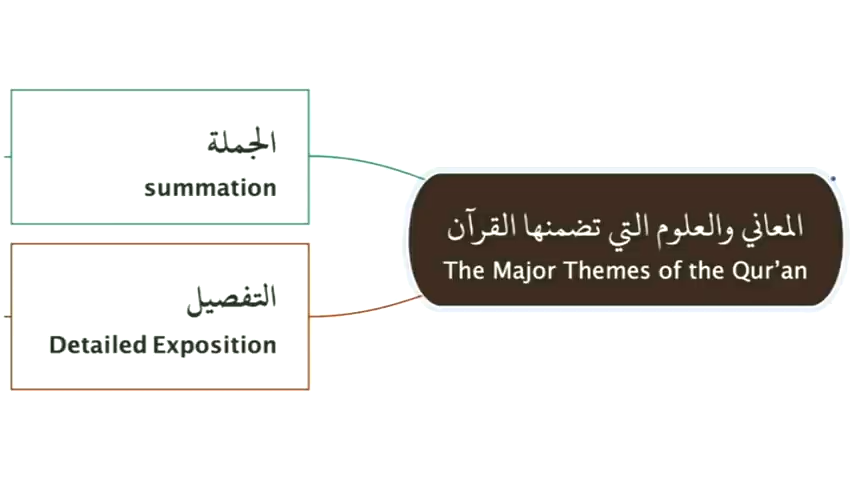 المعاني والعلوم التي تضمنها القرآن
The Major Themes of the Qur’an
الجملة
summation
التفصيل
Detailed Exposition